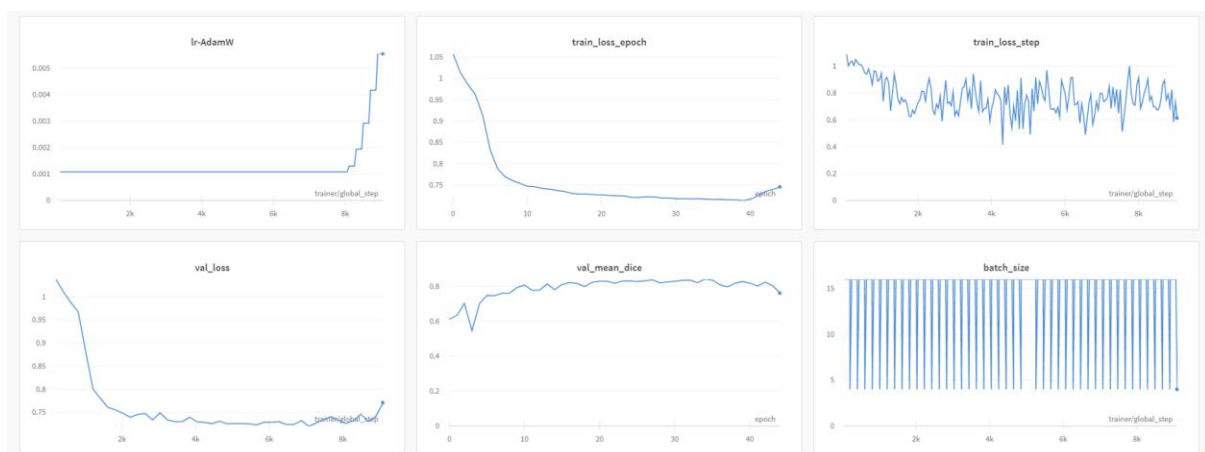 lr-AdamW
0.005
0.004
0.003
0.002
0.001
0
trainer/global_step
2k 4k 6k 8k
train_loss_epoch
1.05
1
0.95
0.9
0.85
0.8
0.75
epoch
0 10 20 30 40
train_loss_step
1
0.8
0.6
0.4
0.2
0
trainer/global_step
2k 4k 6k 8k
val_loss
1
0.95
0.9
0.85
0.8
0.75
trainer/global_step
2k 4k 6k 8k
val_mean_dice
0.8
0.6
0.4
0.2
0
epoch
0 10 20 30 40
batch_size
15
10
5
0
trainer/global_step
2k 4k 6k 8k